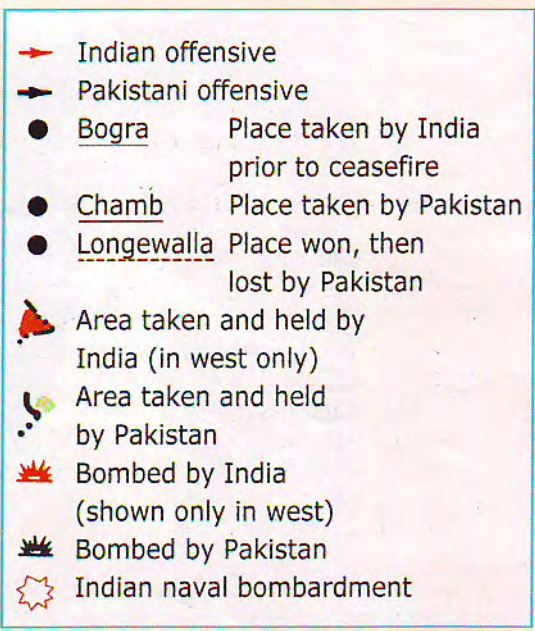 Indian offensive
Pakistani offensive
Bogra Place taken by India
prior to ceasefire
Chamb Place taken by Pakistan
Longewalla Place won, then
lost by Pakistan
Area taken and held by
India (in west only)
Area taken and held
by Pakistan
Bombed by India
(shown only in west)
Bombed by Pakistan
Indian naval bombardment